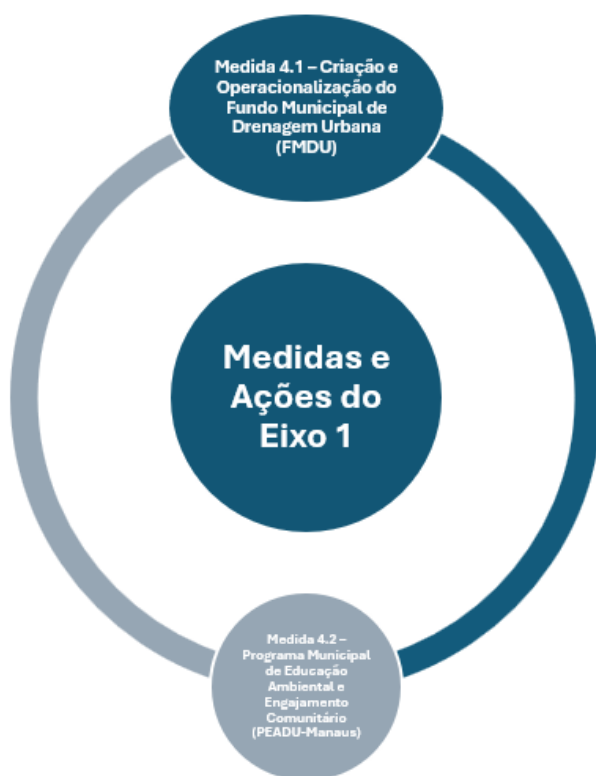 Medida 4.1 – Criação e
Operacionalização do
Fundo Municipal de
Drenagem Urbana
(FMDU)
Medidas e
Ações do
Eixo 1
Medida 4.2 –
Programa Municipal
de Educação
Ambiental e
Engajamento
Comunitário
(PEADU-Manaus)